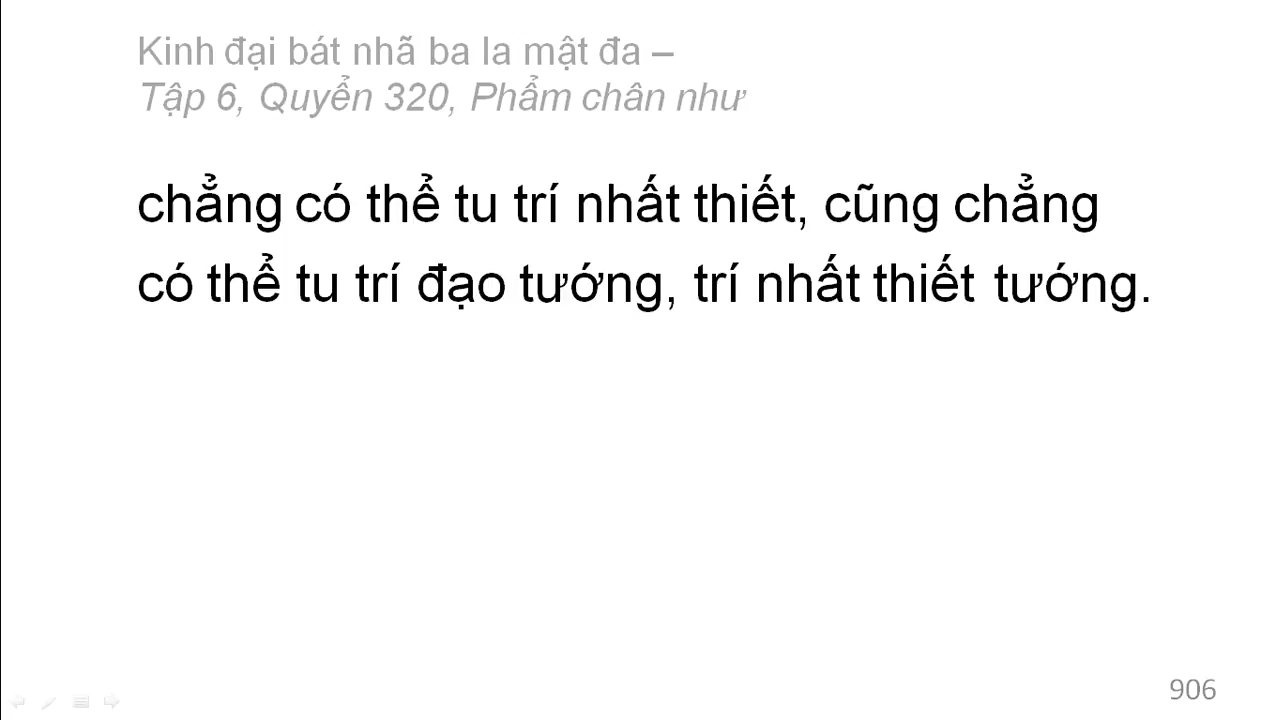 Kinh đại bát nhã ba la mật đa –
Tập 6, Quyển 320, Phẩm chân như
chẳng có thể tu trí nhất thiết, cũng chẳng
có thể tu trí đạo tướng, trí nhất thiết tướng.
906